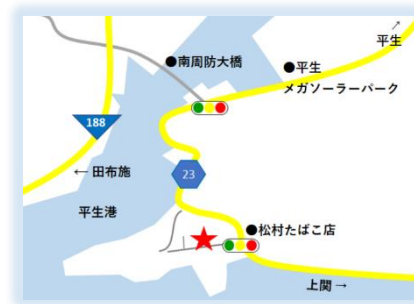 平生
●南周防大橋
●平生
メガソーラーパーク
188
← 田布施
23
平生港
●松村たばこ店
上関→